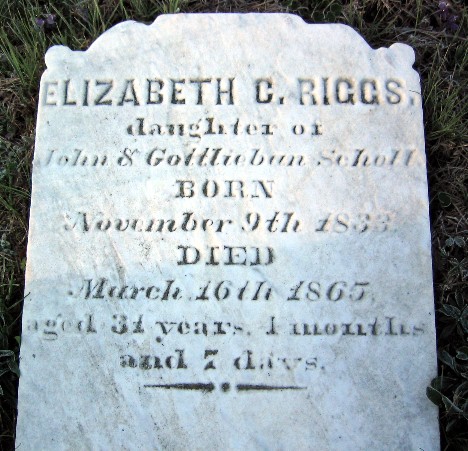 ELIZABETH C. RIGGS,
daughter of
John & Gottlieban Scholl
BORN
November 9th 1833.
DIED
March 16th 1865,
aged 31 years, 4 months
and 7 days.